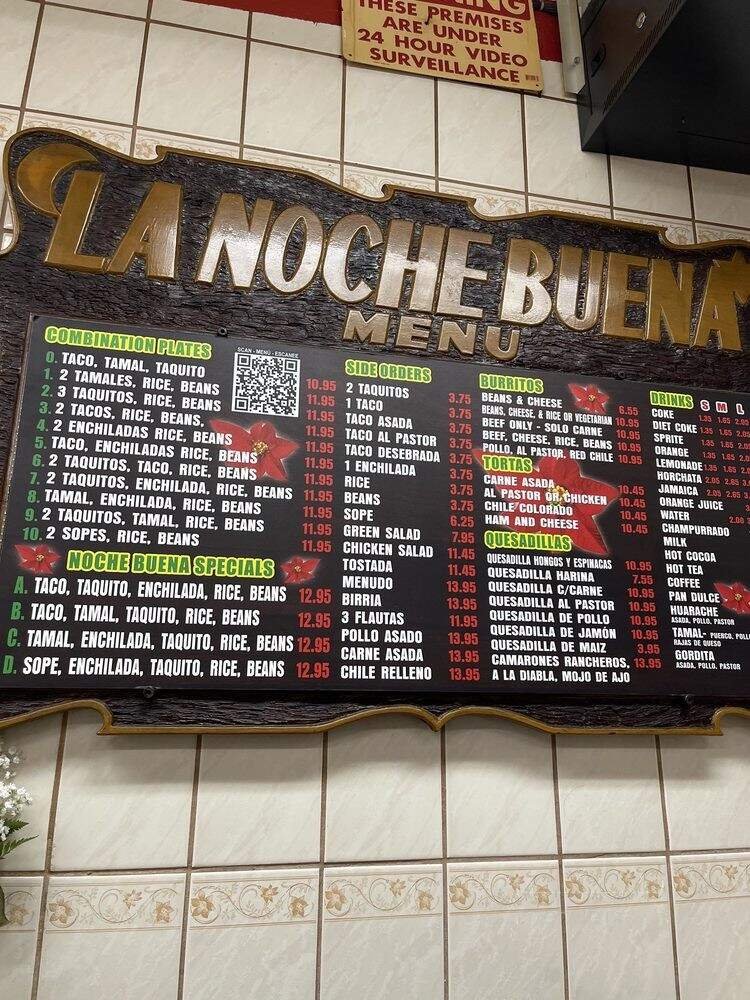 THESE PREMISES
ARE UNDER
24 HOUR VIDEO
SURVEILLANCE
LA NOCHE BUENA
MENU
COMBINATION PLATES
SCAN - MENU - ESCANEE
0. TACO, TAMAL, TAQUITO 10.95
1. 2 TAMALES, RICE, BEANS 11.95
2. 3 TAQUITOS, RICE, BEANS 11.95
3. 2 TACOS, RICE, BEANS. 11.95
4. 2 ENCHILADAS RICE, BEANS 11.95
5. TACO, ENCHILADAS RICE, BEANS 11.95
6. 2 TAQUITOS, TACO, RICE, BEANS 11.95
7. 2 TAQUITOS, ENCHILADA, RICE, BEANS 11.95
8. TAMAL, ENCHILADA, RICE, BEANS 11.95
9. 2 TAQUITOS, TAMAL, RICE, BEANS 11.95
10. 2 SOPES, RICE, BEANS 11.95
NOCHE BUENA SPECIALS
A. TACO, TAQUITO, ENCHILADA, RICE, BEANS 12.95
B. TACO, TAMAL, TAQUITO, RICE, BEANS 12.95
C. TAMAL, ENCHILADA, TAQUITO, RICE, BEANS 12.95
D. SOPE, ENCHILADA, TAQUITO, RICE, BEANS 12.95
SIDE ORDERS
2 TAQUITOS 3.75
1 TACO 3.75
TACO ASADA 3.75
TACO AL PASTOR 3.75
TACO DESEBRADA 3.75
1 ENCHILADA 3.75
RICE 3.75
BEANS 3.75
SOPE 6.25
GREEN SALAD 7.95
CHICKEN SALAD 11.45
TOSTADA 11.45
MENUDO 13.95
BIRRIA 13.95
3 FLAUTAS 11.95
POLLO ASADO 13.95
CARNE ASADA 13.95
CHILE RELLENO 13.95
BURRITOS
BEANS & CHEESE 6.55
BEANS, CHEESE, & RICE OR VEGETARIAN 10.95
BEEF ONLY - SOLO CARNE 10.95
BEEF, CHEESE, RICE, BEANS 10.95
POLLO, AL PASTOR, RED CHILE 10.95
TORTAS
CARNE ASADA 10.45
AL PASTOR OR CHICKEN 10.45
CHILE COLORADO 10.45
HAM AND CHEESE 10.45
QUESADILLAS
QUESADILLA HONGOS Y ESPINACAS 10.95
QUESADILLA HARINA 7.55
QUESADILLA C/CARNE 10.95
QUESADILLA AL PASTOR 10.95
QUESADILLA DE POLLO 10.95
QUESADILLA DE JAMÓN 10.95
QUESADILLA DE MAIZ 3.95
CAMARONES RANCHEROS, 13.95
A LA DIABLA, MOJO DE AJO
DRINKS S M L
COKE 1.35 1.65
DIET COKE 1.35 1.65
SPRITE
ORANGE
LEMONADE
HORCHATA
JAMAICA
ORANGE JUICE
WATER
CHAMPURRADO
MILK
HOT COCOA
HOT TEA
COFFEE
PAN DULCE
HUARACHE
ASADA, POLLO, PASTOR
TAMAL- PUERCO,
RAJAS DE QUESO
GORDITA
ASADA, POLLO, PASTOR